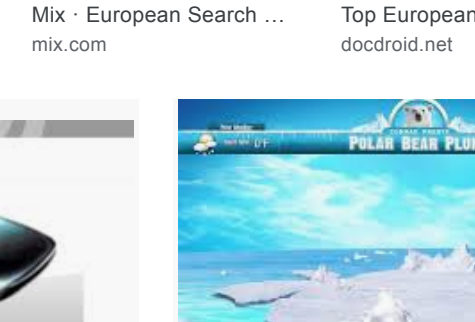 Mix · European Search ...
mix.com
Top European
docdroid.net
POLAR BEAR PLU